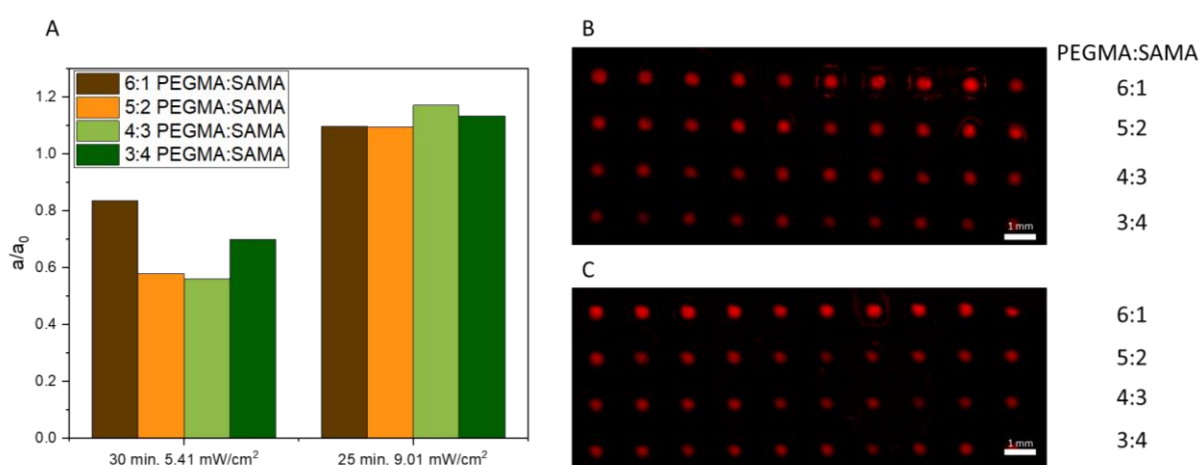 A
a/a0
0.0
0.2
0.4
0.6
0.8
1.0
1.2
6:1 PEGMA:SAMA
5:2 PEGMA:SAMA
4:3 PEGMA:SAMA
3:4 PEGMA:SAMA
30 min, 5.41 mW/cm²
25 min, 9.01 mW/cm²
B
PEGMA:SAMA
6:1
5:2
4:3
3:4
1 mm
C
6:1
5:2
4:3
3:4
1 mm